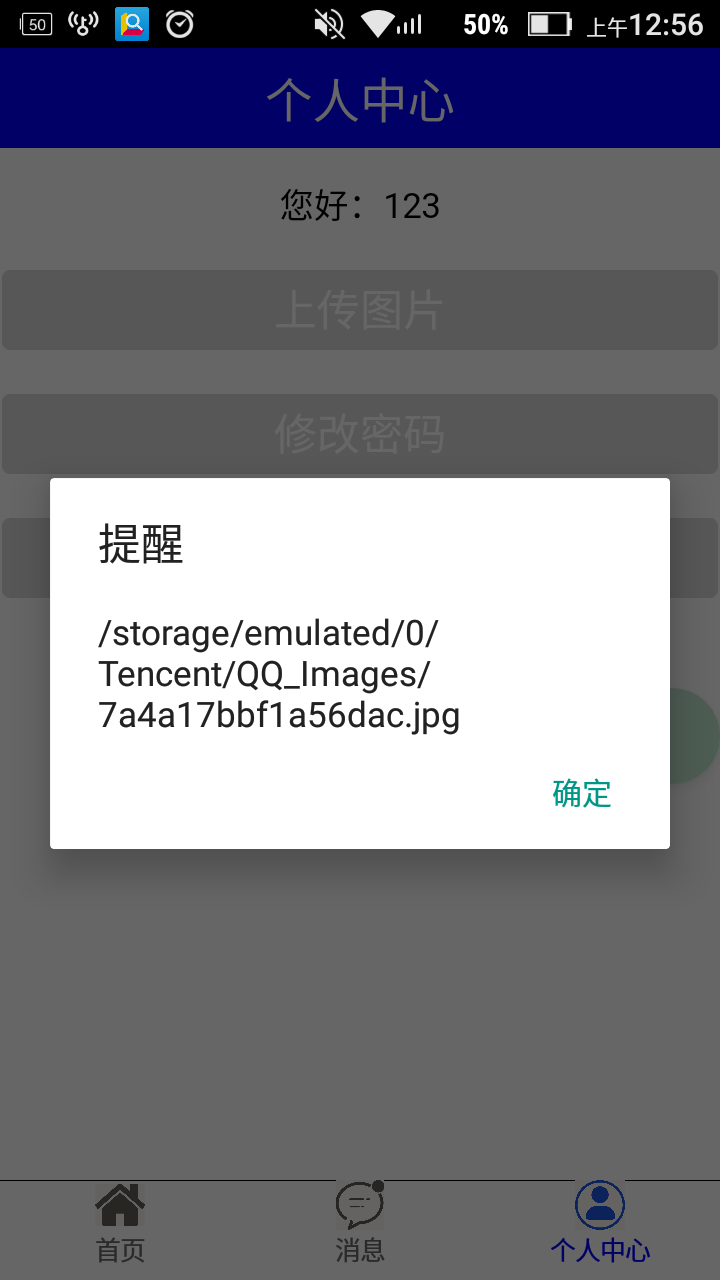 50
50%
上午12:56
个人中心
您好：123
上传图片
修改密码
提醒
/storage/emulated/0/
Tencent/QQ_Images/
7a4a17bbf1a56dac.jpg
确定
首页
消息
个人中心